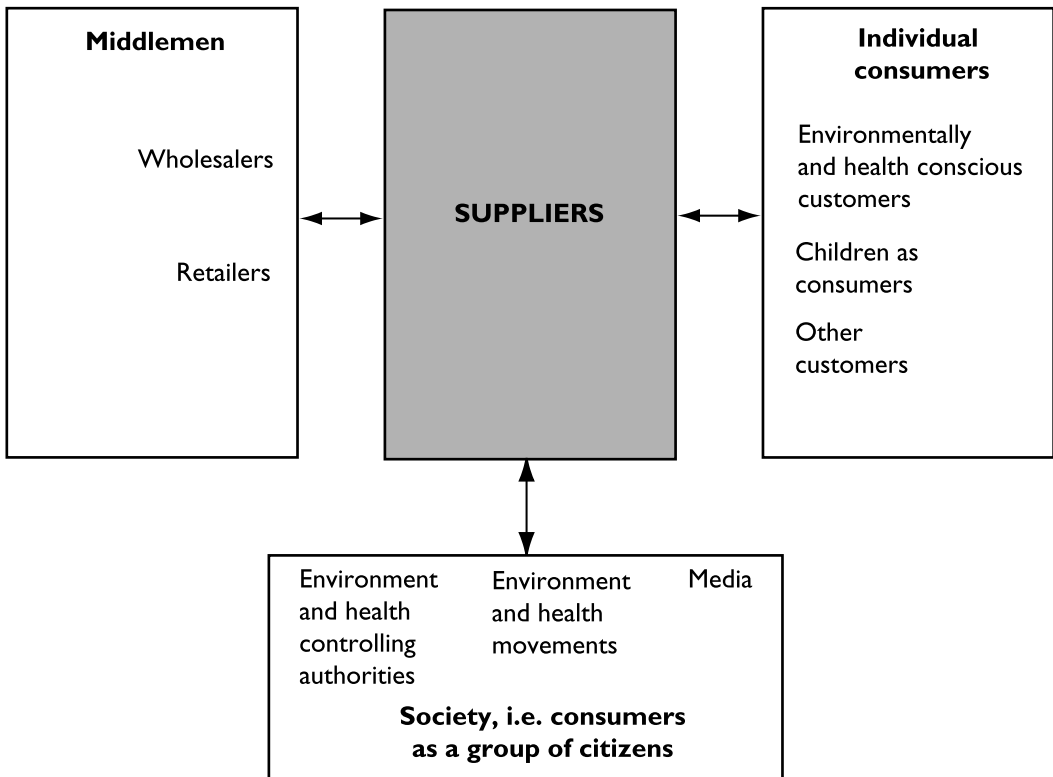 Middlemen
Wholesalers
Retailers
SUPPLIERS
Individual
consumers
Environmentally
and health conscious
customers
Children as
consumers
Other
customers
Environment
and health
controlling
authorities
Environment
and health
movements
Media
Society, i.e. consumers
as a group of citizens